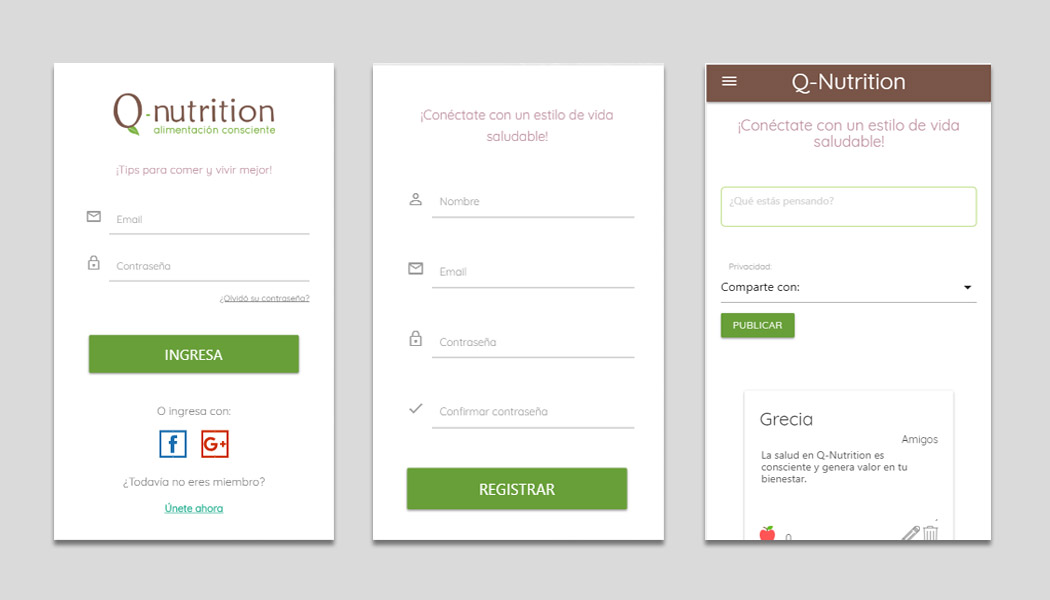 Q-nutrition
alimentación consciente
¡Tips para comer y vivir mejor!
Email
Contraseña
¿Olvidó su contraseña?
INGRESA
O ingresa con:
f G+
¿Todavía no eres miembro?
Únete ahora
¡Conéctate con un estilo de vida
saludable!
Nombre
Email
Contraseña
Confirmar contraseña
REGISTRAR
Q-Nutrition
¡Conéctate con un estilo de vida
saludable!
¿Qué estás pensando?
Privacidad:
Comparte con:
PUBLICAR
Grecia
Amigos
La salud en Q-Nutrition es
consciente y genera valor en tu
bienestar.
0